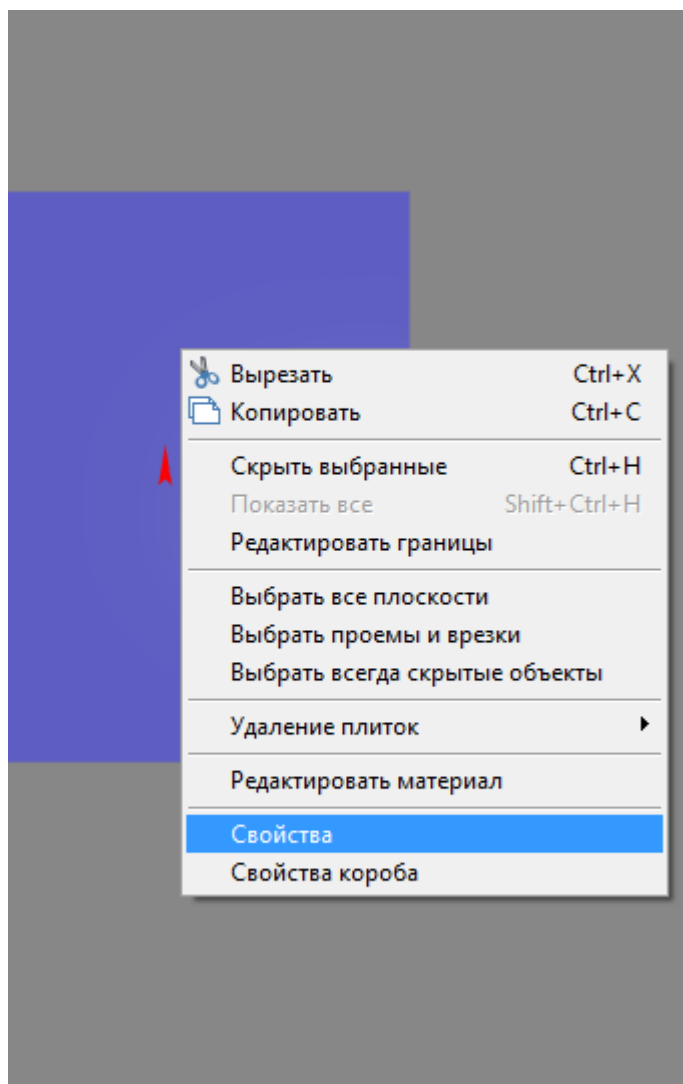 Вырезать Ctrl+X
Копировать Ctrl+C
Скрыть выбранные Ctrl+H
Показать все Shift+Ctrl+H
Редактировать границы
Выбрать все плоскости
Выбрать проемы и врезки
Выбрать всегда скрытые объекты
Удаление плиток
Редактировать материал
Свойства
Свойства короба